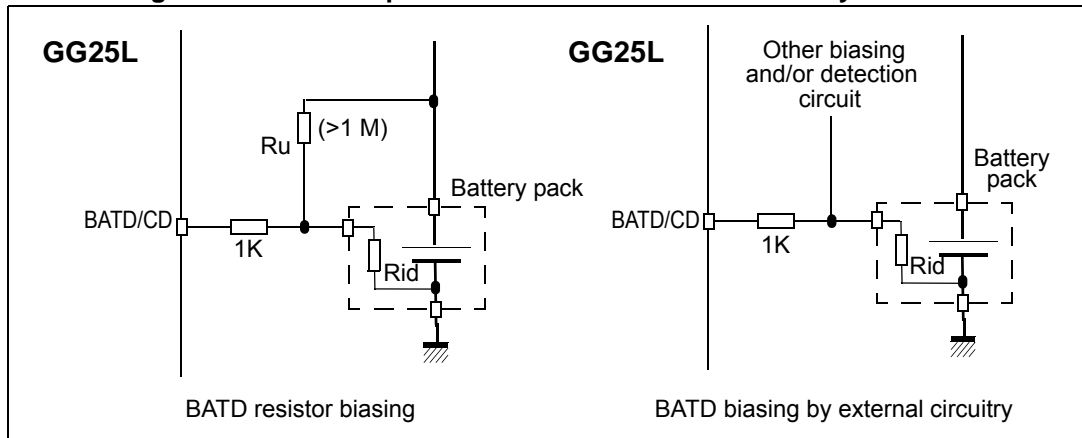 GG25L
Ru
(>1 M)
Battery pack
BATD/CD
1K
Rid
BATD resistor biasing
GG25L
Other biasing
and/or detection
circuit
Battery
pack
BATD/CD
1K
Rid
BATD biasing by external circuitry